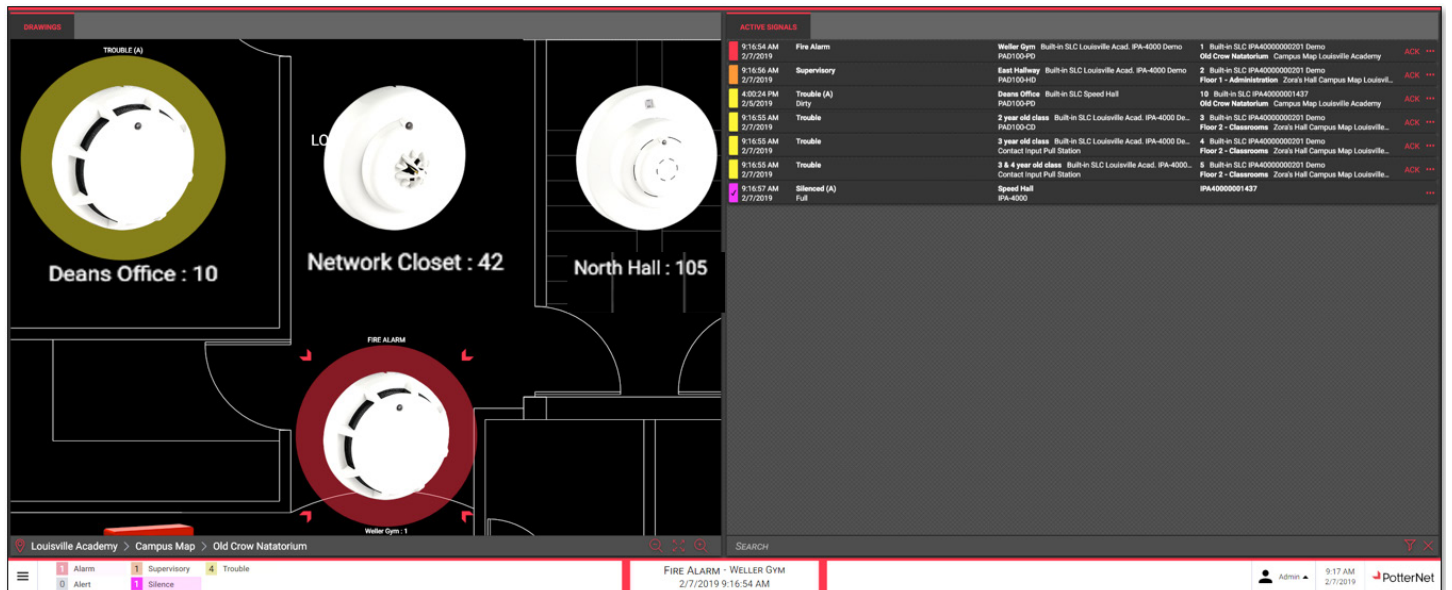 DRAWINGS
TROUBLE (A)
LO
Deans Office : 10
Network Closet : 42
North Hall : 105
FIRE ALARM
Weller Gym : 1
Louisville Academy > Campus Map > Old Crow Natatorium
ACTIVE SIGNALS
9:16:54 AM Fire Alarm Weller Gym Built-in SLC Louisville Acad. IPA-4000 Demo 1 Built-in SLC IPA40000000201 Demo ACK
2/7/2019 PAD100-PD Old Crow Natatorium Campus Map Louisville Academy
9:16:56 AM Supervisory East Hallway Built-in SLC Louisville Acad. IPA-4000 Demo 2 Built-in SLC IPA40000000201 Demo ACK
2/7/2019 PAD100-HD Floor 1 - Administration Zora's Hall Campus Map Louisvil...
4:00:24 PM Trouble (A) Deans Office Built-in SLC Speed Hall 10 Built-in SLC IPA40000001437 ACK
2/5/2019 Dirty PAD100-PD Old Crow Natatorium Campus Map Louisville Academy
9:16:55 AM Trouble 2 year old class Built-in SLC Louisville Acad. IPA-4000 De... 3 Built-in SLC IPA40000000201 Demo ACK
2/7/2019 PAD100-CD Floor 2 - Classrooms Zora's Hall Campus Map Louisville...
9:16:55 AM Trouble 3 year old class Built-in SLC Louisville Acad. IPA-4000 De... 4 Built-in SLC IPA40000000201 Demo ACK
2/7/2019 Contact Input Pull Station Floor 2 - Classrooms Zora's Hall Campus Map Louisville...
9:16:55 AM Trouble 3 & 4 year old class Built-in SLC Louisville Acad. IPA-4000... 5 Built-in SLC IPA40000000201 Demo ACK
2/7/2019 Contact Input Pull Station Floor 2 - Classrooms Zora's Hall Campus Map Louisville...
9:16:57 AM Silenced (A) Speed Hall IPA40000001437
2/7/2019 Full IPA-4000
SEARCH
1 Alarm 1 Supervisory 4 Trouble
0 Alert 1 Silence
FIRE ALARM - WELLER GYM
2/7/2019 9:16:54 AM
Admin
9:17 AM
2/7/2019
PotterNet